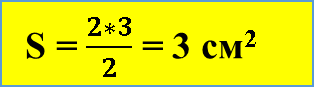 S = 2*3/2 = 3 см²